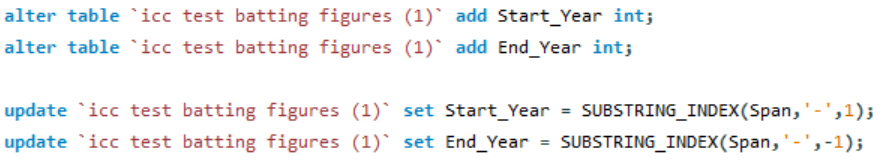 alter table `icc test batting figures (1)` add Start_Year int;
alter table `icc test batting figures (1)` add End_Year int;
update `icc test batting figures (1)` set Start_Year = SUBSTRING_INDEX(Span,'-',1);
update `icc test batting figures (1)` set End_Year = SUBSTRING_INDEX(Span,'-',-1);